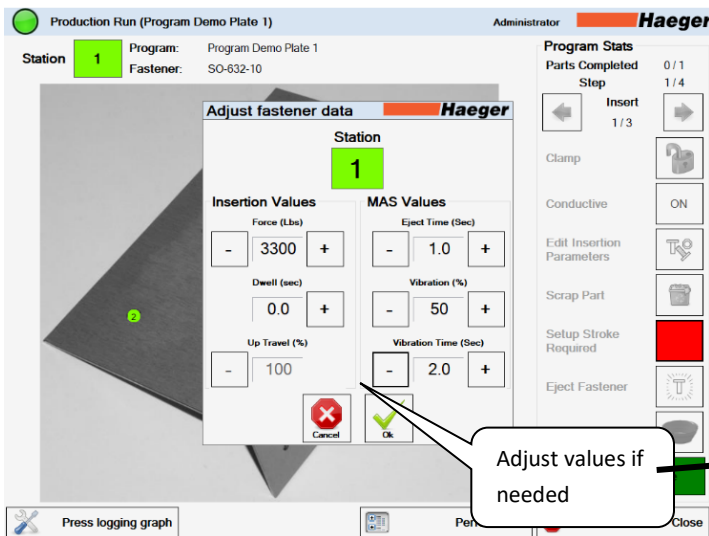 Production Run (Program Demo Plate 1)
Administrator
Haeger
Station
1
Program: Program Demo Plate 1
Fastener: SO-632-10
Program Stats
Parts Completed 0 / 1
Step 1 / 4
Insert
1 / 3
Clamp
Conductive ON
Edit Insertion
Parameters
Scrap Part
Setup Stroke
Required
Eject Fastener
T
2
Adjust fastener data
Haeger
Station
1
Insertion Values
Force (Lbs)
- 3300 +
Dwell (sec)
0.0 +
Up Travel (%)
- 100
MAS Values
Eject Time (Sec)
- 1.0 +
Vibration (%)
- 50 +
Vibration Time (Sec)
- 2.0 +
Cancel
Ok
Adjust values if
needed
Press logging graph
Close